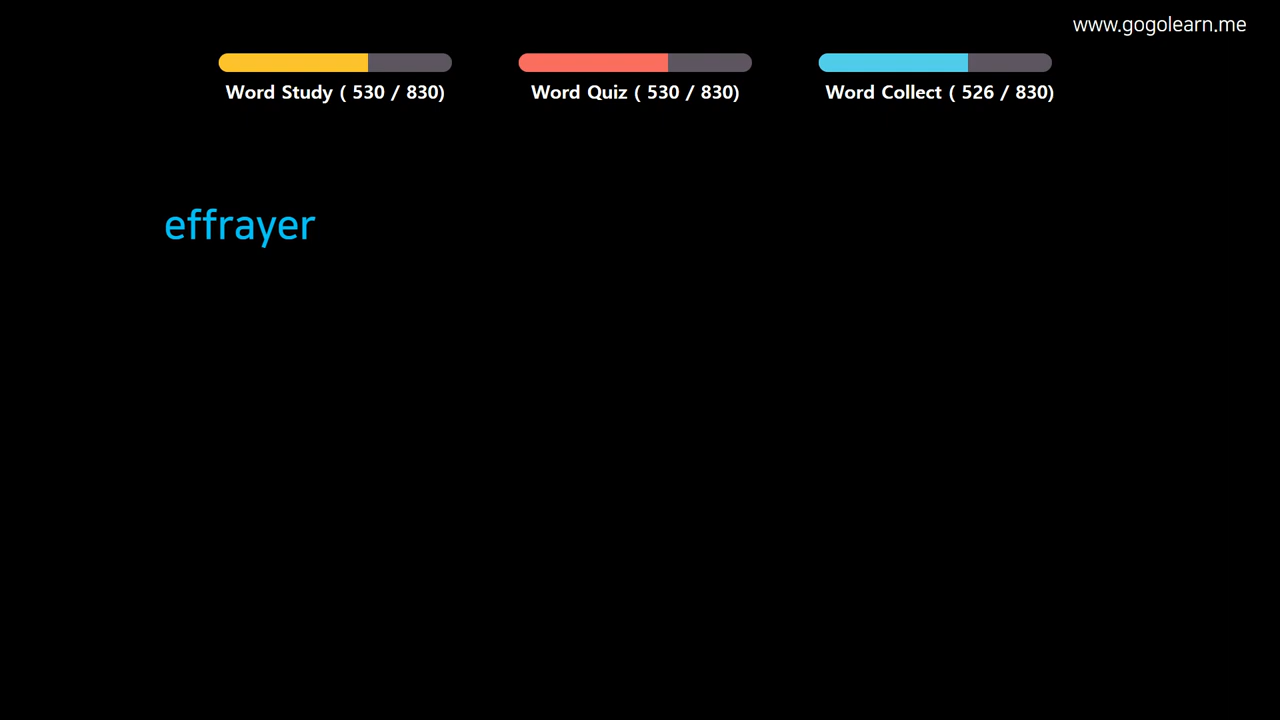 www.gogolearn.me
Word Study ( 530 / 830)
Word Quiz ( 530 / 830)
Word Collect ( 526 / 830)
effrayer